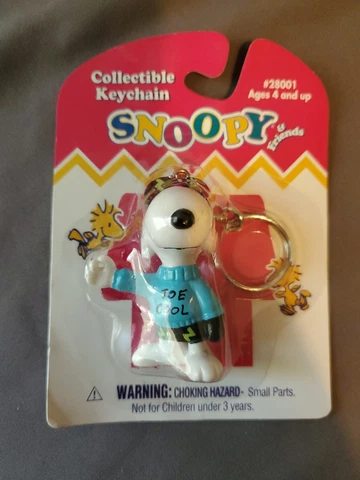 Collectible
Keychain
#28001
Ages 4 and up
SNOOPY
&
Friends
JOE
COOL
WARNING: CHOKING HAZARD- Small Parts.
Not for Children under 3 years.